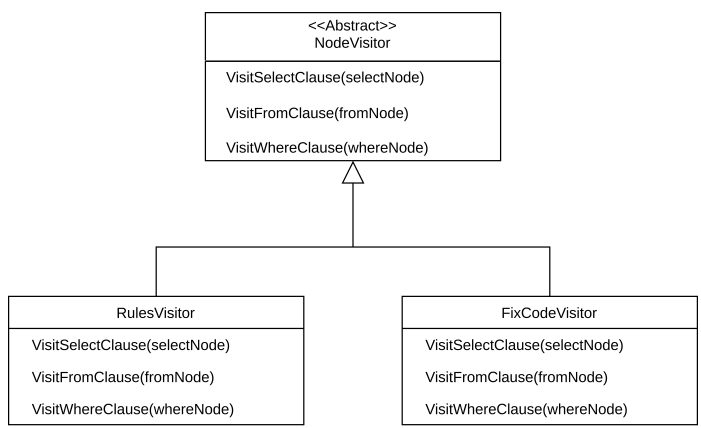 <<Abstract>>
NodeVisitor
VisitSelectClause(selectNode)
VisitFromClause(fromNode)
VisitWhereClause(whereNode)
RulesVisitor
VisitSelectClause(selectNode)
VisitFromClause(fromNode)
VisitWhereClause(whereNode)
FixCodeVisitor
VisitSelectClause(selectNode)
VisitFromClause(fromNode)
VisitWhereClause(whereNode)